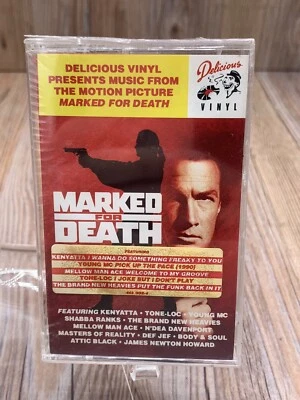 DELICIOUS VINYL
PRESENTS MUSIC FROM
THE MOTION PICTURE
MARKED FOR DEATH
Delicious
VINYL
MARKED
FOR
DEATH
FEATURING
KENYATTA I WANNA DO SOMETHING FREAKY TO YOU
YOUNG MC PICK UP THE PACE (1990)
MELLOW MAN ACE WELCOME TO MY GROOVE
TONE-LOC I JOKE BUT I DON'T PLAY
THE BRAND NEW HEAVIES PUT THE FUNK BACK IN IT
FEATURING KENYATTA • TONE-LOC • YOUNG MC
SHABBA RANKS • THE BRAND NEW HEAVIES
MELLOW MAN ACE • N'DEA DAVENPORT
MASTERS OF REALITY • DEF JEF • BODY & SOUL
ATTIC BLACK • JAMES NEWTON HOWARD